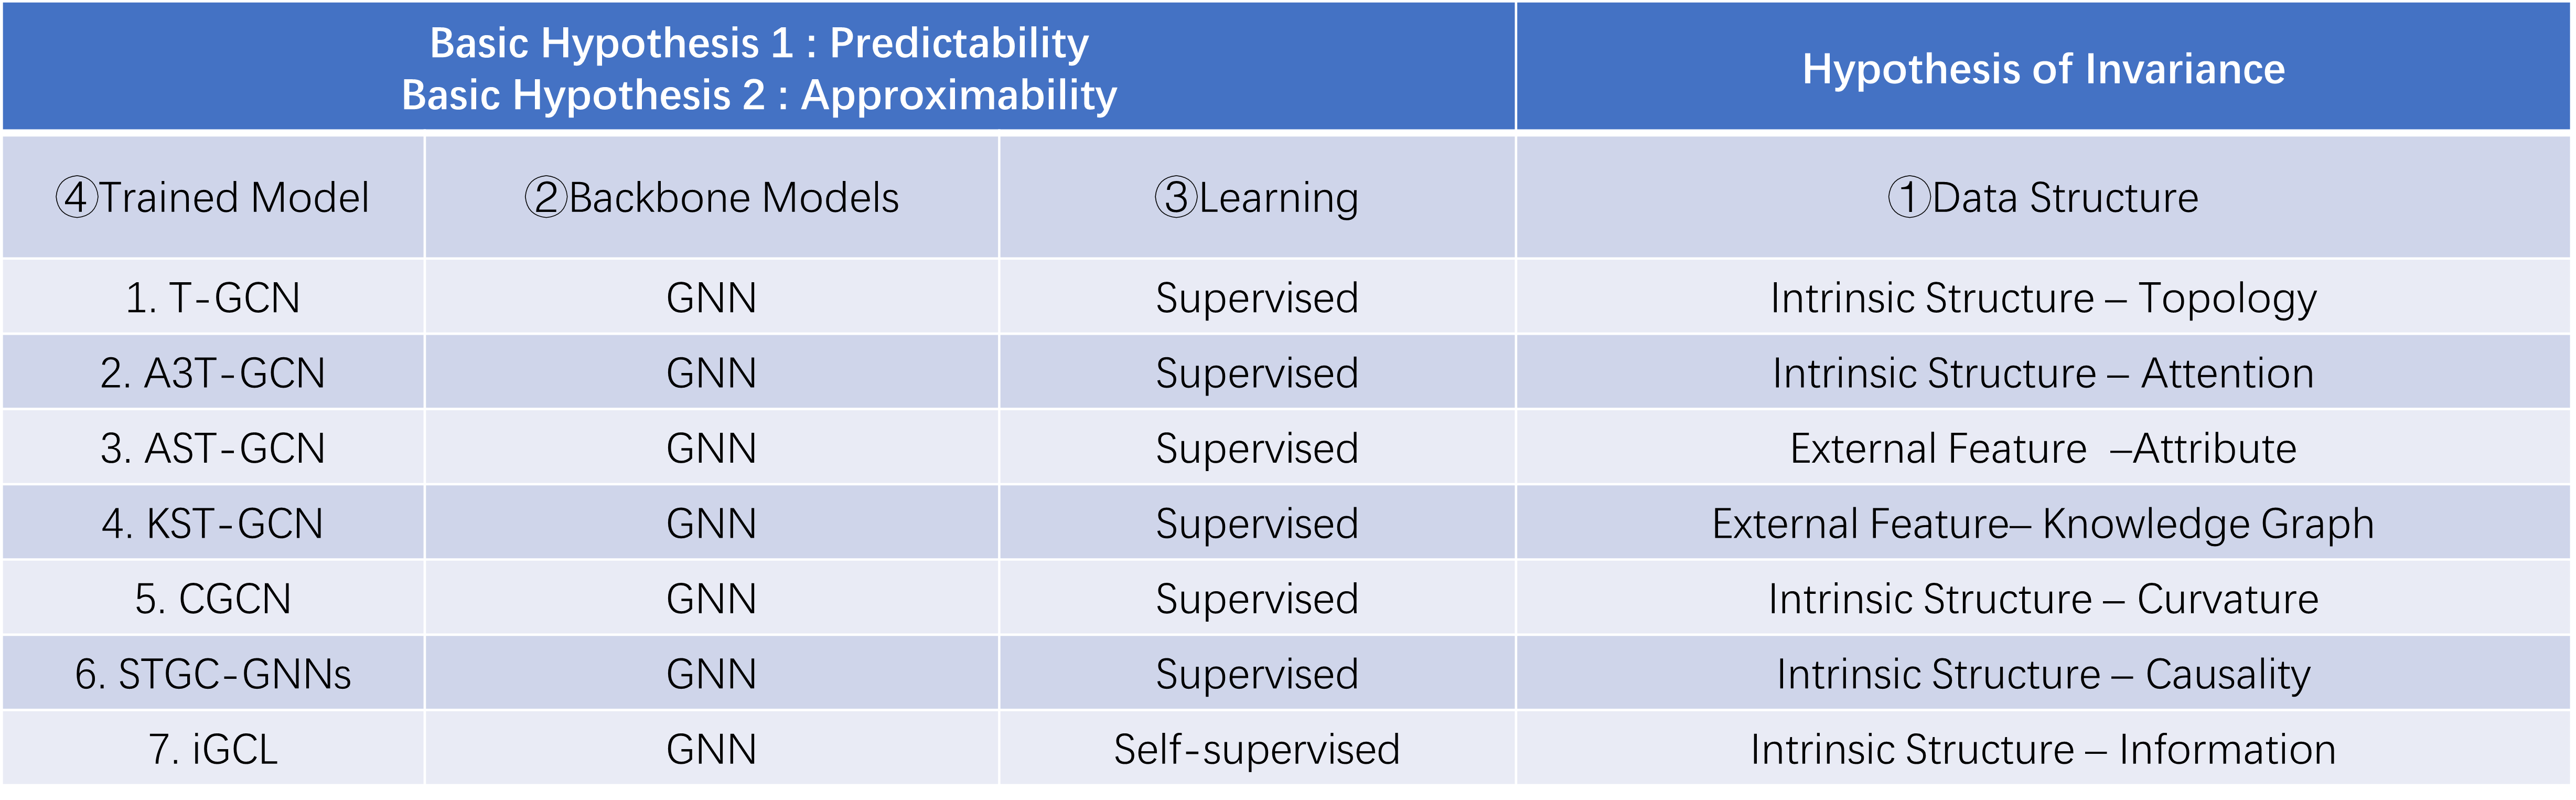 Basic Hypothesis 1 : Predictability
Basic Hypothesis 2 : Approximability
Hypothesis of Invariance
④Trained Model
②Backbone Models
③Learning
①Data Structure
1. T-GCN
GNN
Supervised
Intrinsic Structure – Topology
2. A3T-GCN
GNN
Supervised
Intrinsic Structure – Attention
3. AST-GCN
GNN
Supervised
External Feature –Attribute
4. KST-GCN
GNN
Supervised
External Feature– Knowledge Graph
5. CGCN
GNN
Supervised
Intrinsic Structure – Curvature
6. STGC-GNNs
GNN
Supervised
Intrinsic Structure – Causality
7. iGCL
GNN
Self-supervised
Intrinsic Structure – Information